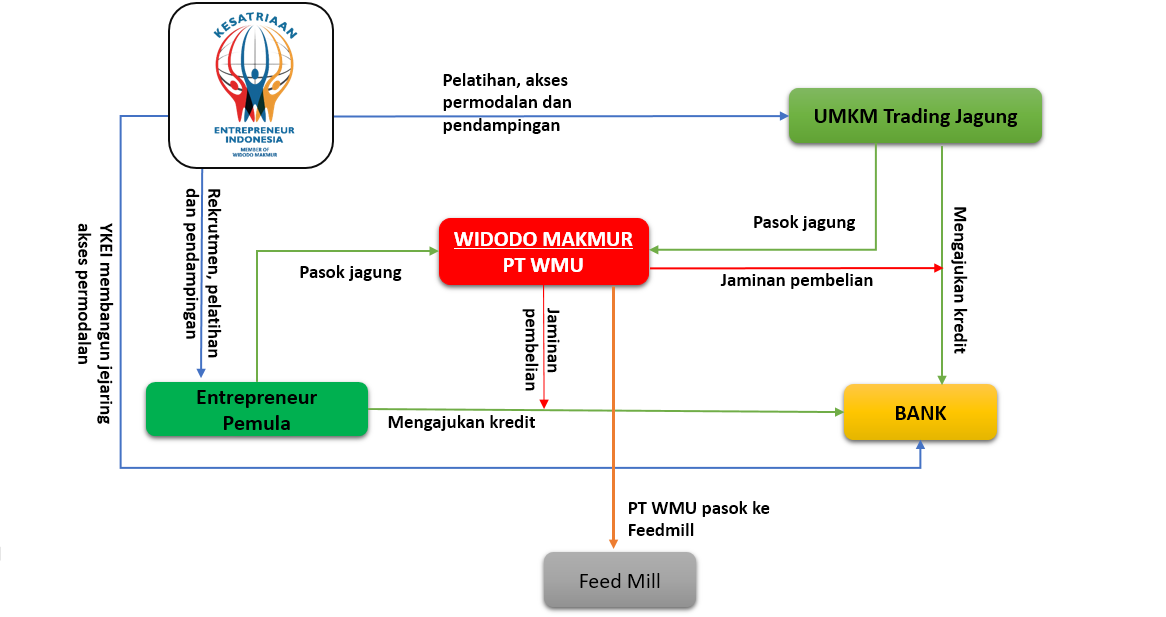 KESATRIAAN
ENTREPRENEUR
INDONESIA
MEMBER OF
WIDODO MAKMUR
Pelatihan, akses
permodalan dan
pendampingan
UMKM Trading Jagung
Rekrutmen, pelatihan
dan pendampingan
YKEI membangun jejaring
akses permodalan
Pasok jagung
WIDODO MAKMUR
PT WMU
Pasok jagung
Jaminan pembelian
Mengajukan kredit
Jaminan
pembelian
Entrepreneur
Pemula
Mengajukan kredit
BANK
PT WMU pasok ke
Feedmill
Feed Mill